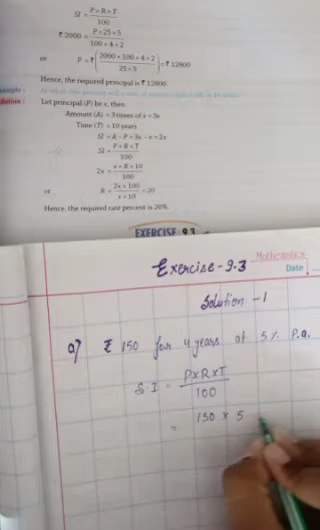 SI = P × R × T / 100
₹ 2000 = P × 25 × 5 / 100 × 4 × 2
or P = ₹ (2000 × 100 × 4 × 2 / 25 × 5) = ₹ 12800
Hence, the required principal is ₹ 12800.
Let principal (P) be x, then
Amount (A) = 3 times of x = 3x
Time (T) = 10 years
SI = A – P = 3x – x = 2x
SI = P × R × T / 100
2x = x × R × 10 / 100
or R = 2x × 100 / x × 10 = 20
Hence, the required rate percent is 20%.
EXERCISE 9.3
Mathematics
Exercise - 9.3
Date
Solution - 1
a) ₹ 150 for 4 years at 5% P.a.
SI = P×R×T / 100
= 150 × 5